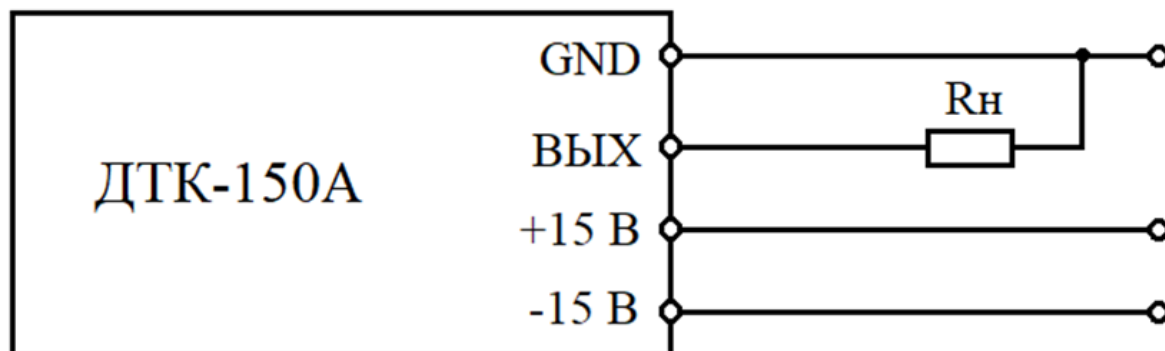 GND
Rн
ВЫХ
ДТК-150А
+15 В
-15 В